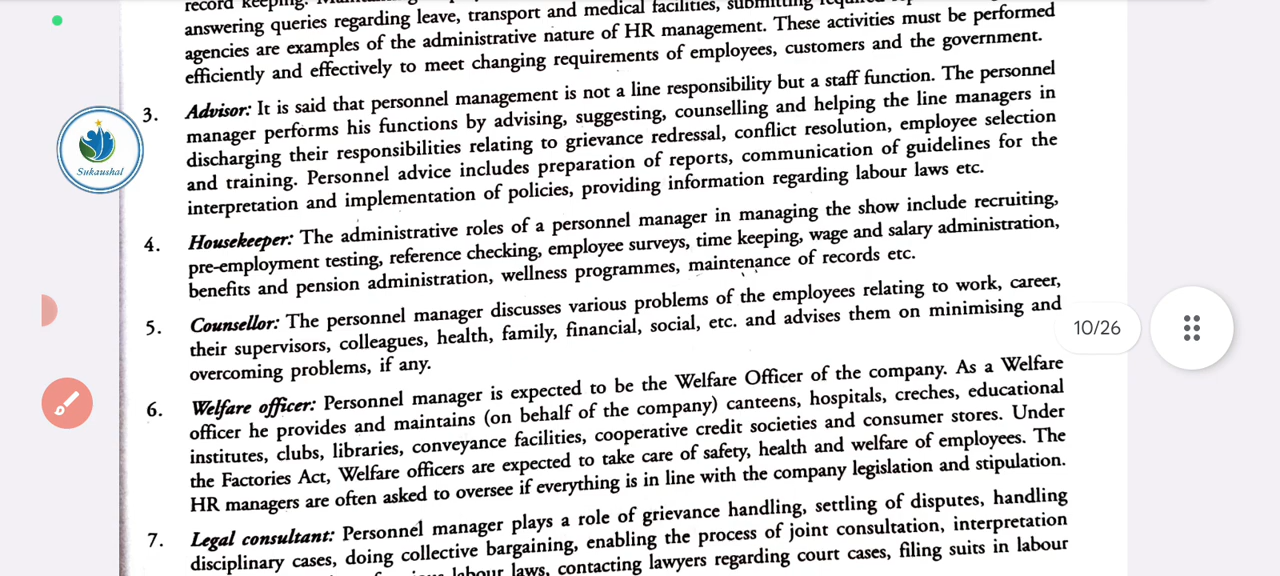 record keeping.
answering queries regarding leave, transport and medical facilities, submitting
agencies are examples of the administrative nature of HR management. These activities must be performed
efficiently and effectively to meet changing requirements of employees, customers and the government.
3. Advisor: It is said that personnel management is not a line responsibility but a staff function. The personnel
manager performs his functions by advising, suggesting, counselling and helping the line managers in
discharging their responsibilities relating to grievance redressal, conflict resolution, employee selection
and training. Personnel advice includes preparation of reports, communication of guidelines for the
interpretation and implementation of policies, providing information regarding labour laws etc.
Sukaushal
4. Housekeeper: The administrative roles of a personnel manager in managing the show include recruiting,
pre-employment testing, reference checking, employee surveys, time keeping, wage and salary administration,
benefits and pension administration, wellness programmes, maintenance of records etc.
5. Counsellor: The personnel manager discusses various problems of the employees relating to work, career,
their supervisors, colleagues, health, family, financial, social, etc. and advises them on minimising and
overcoming problems, if any.
10/26
6. Welfare officer: Personnel manager is expected to be the Welfare Officer of the company. As a Welfare
officer he provides and maintains (on behalf of the company) canteens, hospitals, creches, educational
institutes, clubs, libraries, conveyance facilities, cooperative credit societies and consumer stores. Under
the Factories Act, Welfare officers are expected to take care of safety, health and welfare of employees. The
HR managers are often asked to oversee if everything is in line with the company legislation and stipulation.
7. Legal consultant: Personnel manager plays a role of grievance handling, settling of disputes, handling
disciplinary cases, doing collective bargaining, enabling the process of joint consultation, interpretation
labour laws, contacting lawyers regarding court cases, filing suits in labour